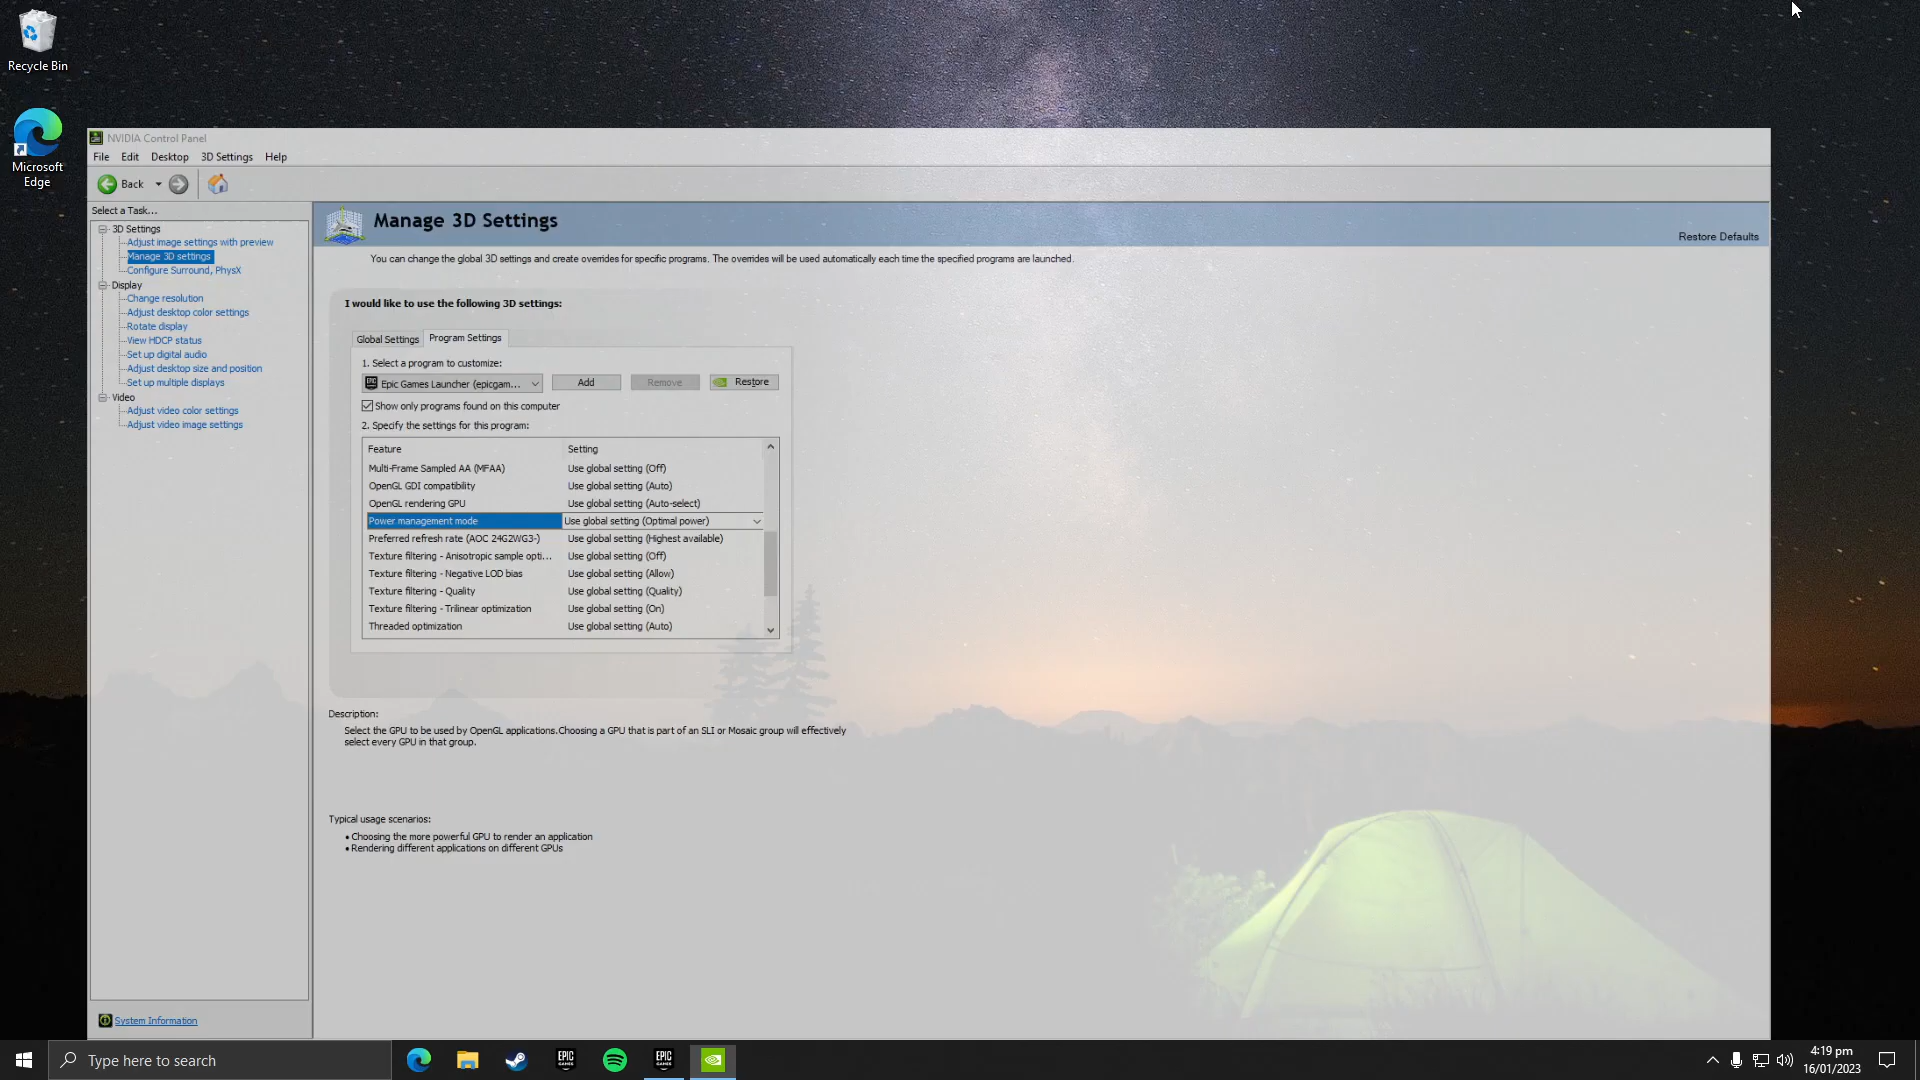 Recycle Bin
Microsoft
Edge
NVIDIA Control Panel
File Edit Desktop 3D Settings Help
Back
Select a Task...
3D Settings
Adjust image settings with preview
Manage 3D settings
Configure Surround, PhysX
Display
Change resolution
Adjust desktop color settings
Rotate display
View HDCP status
Set up digital audio
Adjust desktop size and position
Set up multiple displays
Video
Adjust video color settings
Adjust video image settings
System Information
Manage 3D Settings
Restore Defaults
You can change the global 3D settings and create overrides for specific programs. The overrides will be used automatically each time the specified programs are launched.
I would like to use the following 3D settings:
Global Settings Program Settings
1. Select a program to customize:
EPIC Epic Games Launcher (epicgam... Add Remove Restore
Show only programs found on this computer
2. Specify the settings for this program:
Feature Setting
Multi-Frame Sampled AA (MFAA) Use global setting (Off)
OpenGL GDI compatibility Use global setting (Auto)
OpenGL rendering GPU Use global setting (Auto-select)
Power management mode Use global setting (Optimal power)
Preferred refresh rate (AOC 24G2WG3-) Use global setting (Highest available)
Texture filtering - Anisotropic sample opti... Use global setting (Off)
Texture filtering - Negative LOD bias Use global setting (Allow)
Texture filtering - Quality Use global setting (Quality)
Texture filtering - Trilinear optimization Use global setting (On)
Threaded optimization Use global setting (Auto)
Description:
Select the GPU to be used by OpenGL applications.Choosing a GPU that is part of an SLI or Mosaic group will effectively
select every GPU in that group.
Typical usage scenarios:
• Choosing the more powerful GPU to render an application
• Rendering different applications on different GPUs
Type here to search
EPIC
GAMES
EPIC
GAMES
4:19 pm
16/01/2023